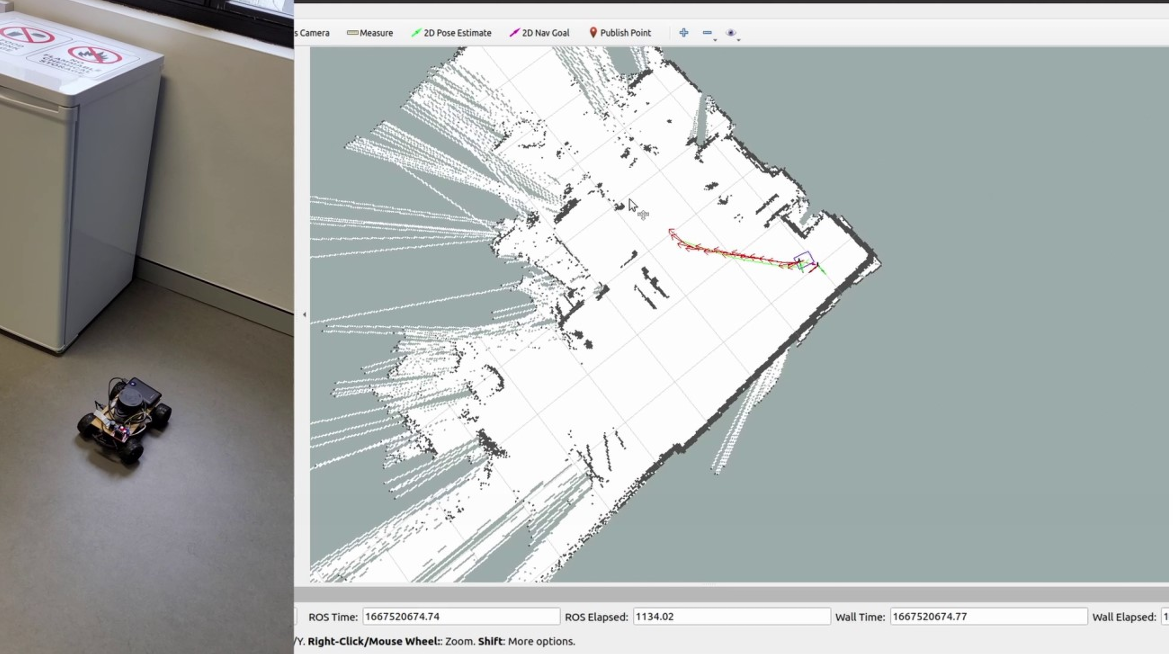 s Camera Measure 2D Pose Estimate 2D Nav Goal Publish Point
ROS Time: 1667520674.74 ROS Elapsed: 1134.02 Wall Time: 1667520674.77 Wall Elapsed: 1
/Y. Right-Click/Mouse Wheel:: Zoom. Shift: More options.